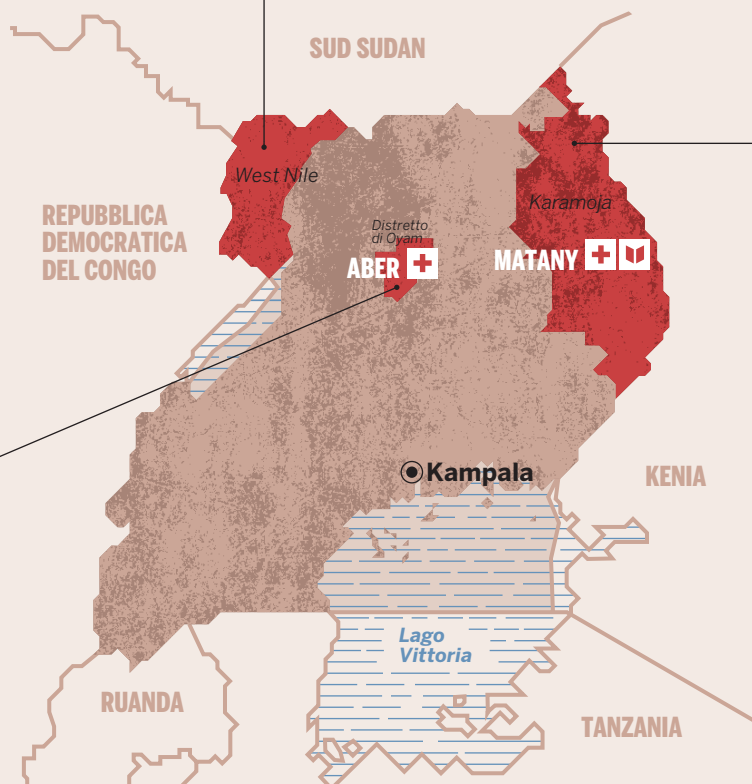 SUD SUDAN
West Nile
Karamoja
REPUBBLICA
DEMOCRATICA
DEL CONGO
Distretto
di Oyam
ABER
MATANY
Kampala
KENIA
Lago
Vittoria
RUANDA
TANZANIA